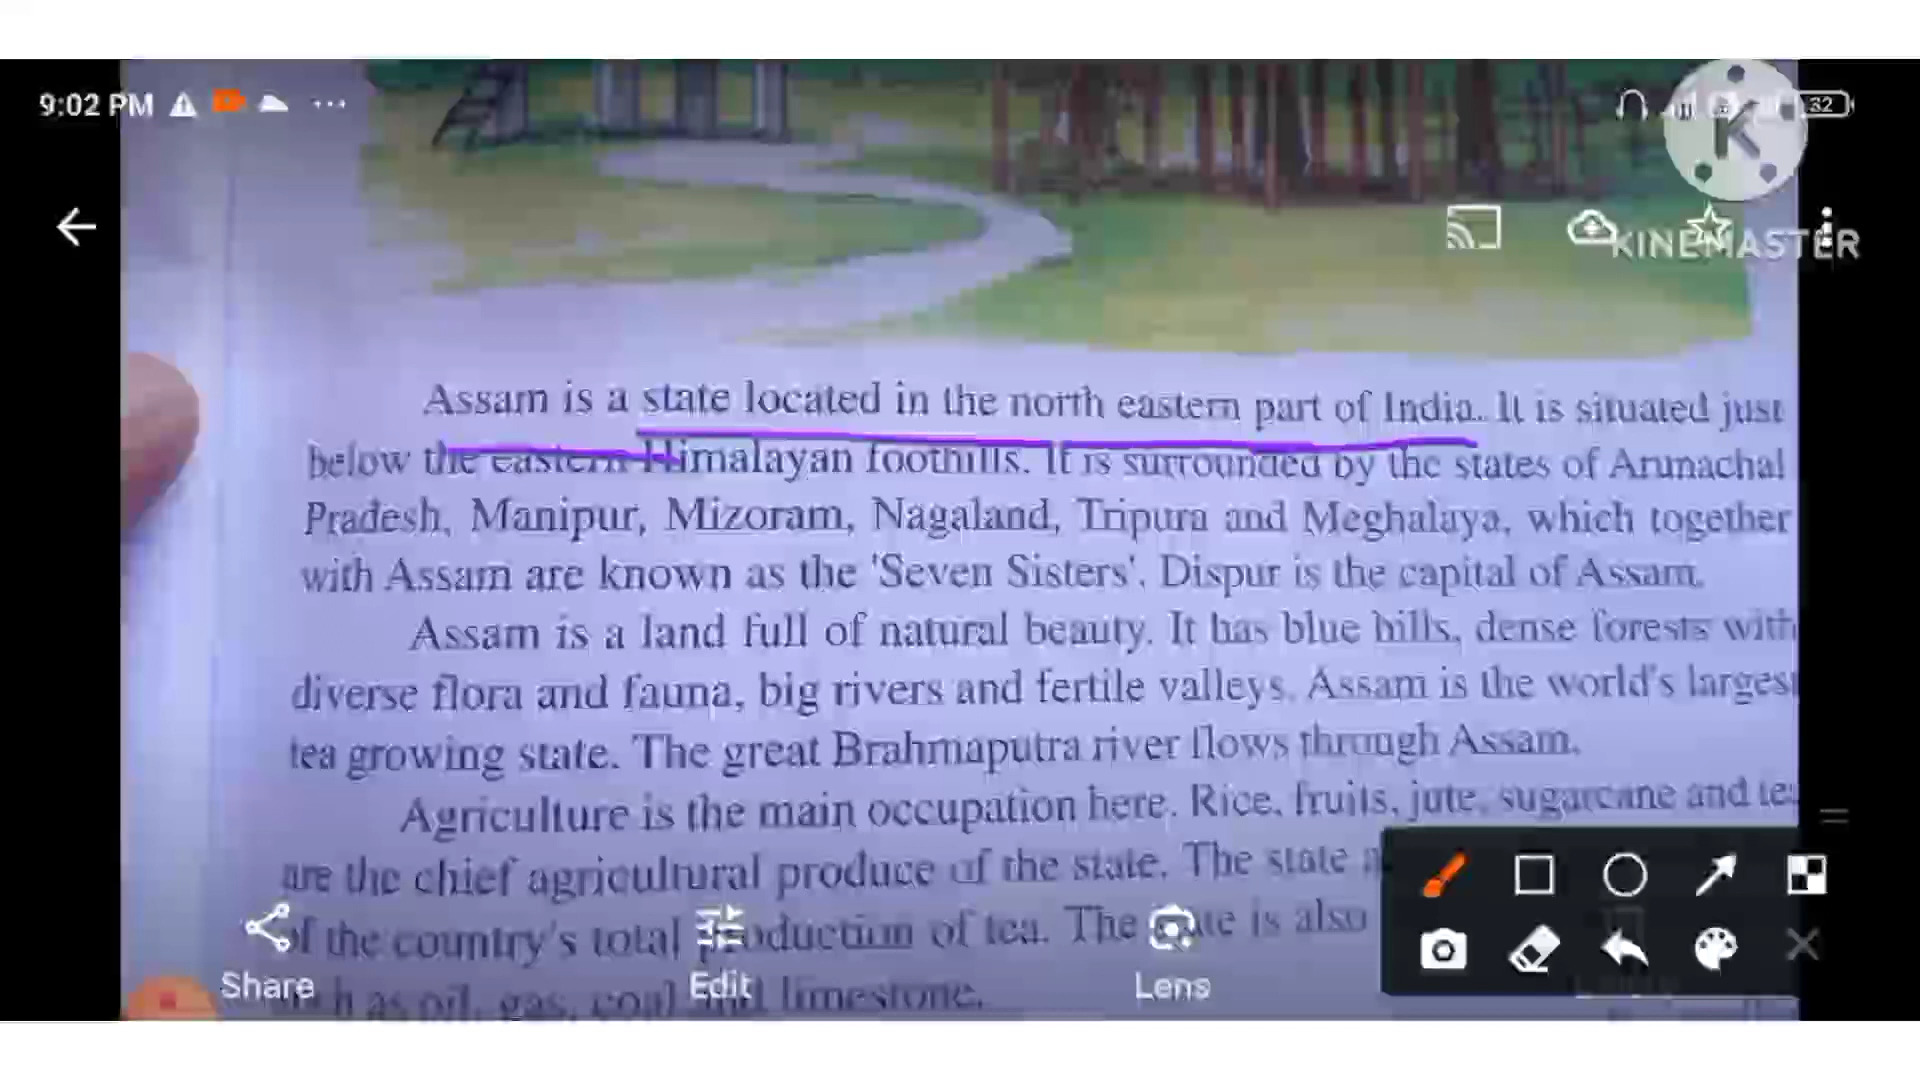 9:02 PM
32
KINEMASTER
Assam is a state located in the north eastern part of India. It is situated just
below the eastern Himalayan foothills. It is surrounded by the states of Arunachal
Pradesh, Manipur, Mizoram, Nagaland, Tripura and Meghalaya, which together
with Assam are known as the 'Seven Sisters'. Dispur is the capital of Assam.
Assam is a land full of natural beauty. It has blue hills, dense forests with
diverse flora and fauna, big rivers and fertile valleys. Assam is the world's largest
tea growing state. The great Brahmaputra river flows through Assam.
Agriculture is the main occupation here. Rice, fruits, jute, sugarcane and
are the chief agricultural produce of the state. The state
of the country's total production of tea. The state is also
as oil, gas, coal and limestone.
Share
Edit
Lens